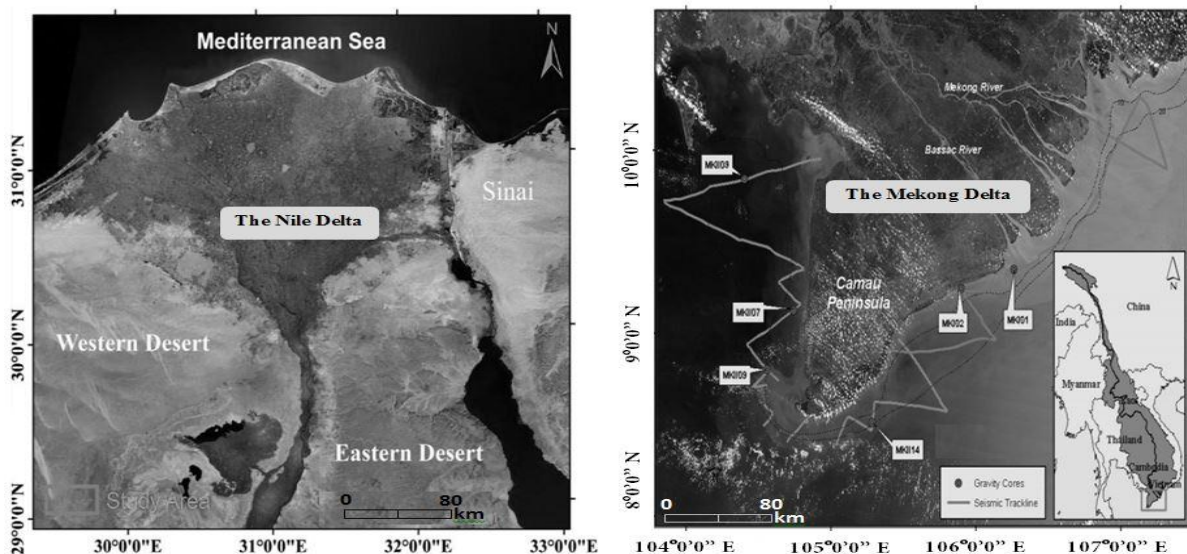 Mediterranean Sea
N
Sinai
The Nile Delta
Western Desert
Eastern Desert
Study Area
0 80
km
31°0'0" N
30°0'0" N
29°0'0" N
30°0'0"E
31°0'0"E
32°0'0"E
33°0'0"E
Mekong River
Bassac River
The Mekong Delta
Camau
Peninsula
10
20
MKII07
MKII09
MKII14
Gravity Cores
Seismic Trackline
N
China
India
Myanmar
Thailand
Cambodia
Vietnam
0 80
km
10°0'0" N
9°0'0" N
8°0'0" N
104°0'0" E
105°0'0" E
106°0'0" E
107°0'0" E